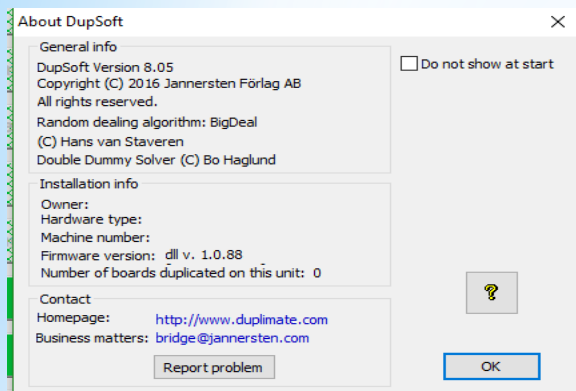 About DupSoft
General info
DupSoft Version 8.05
Copyright (C) 2016 Jannersten Förlag AB
All rights reserved.
Random dealing algorithm: BigDeal
(C) Hans van Staveren
Double Dummy Solver (C) Bo Haglund
Do not show at start
Installation info
Owner:
Hardware type:
Machine number:
Firmware version: dll v. 1.0.88
Number of boards duplicated on this unit: 0
Contact
Homepage: http://www.duplimate.com
Business matters: bridge@jannersten.com
Report problem
?
OK